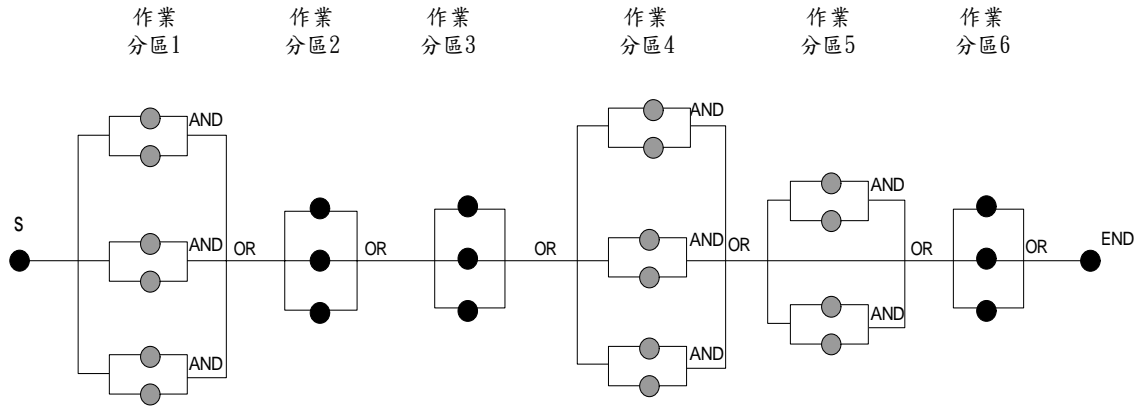 作業
分區1
作業
分區2
作業
分區3
作業
分區4
作業
分區5
作業
分區6
S
AND
AND
AND
OR
OR
OR
AND
AND
AND
OR
AND
AND
OR
OR
END